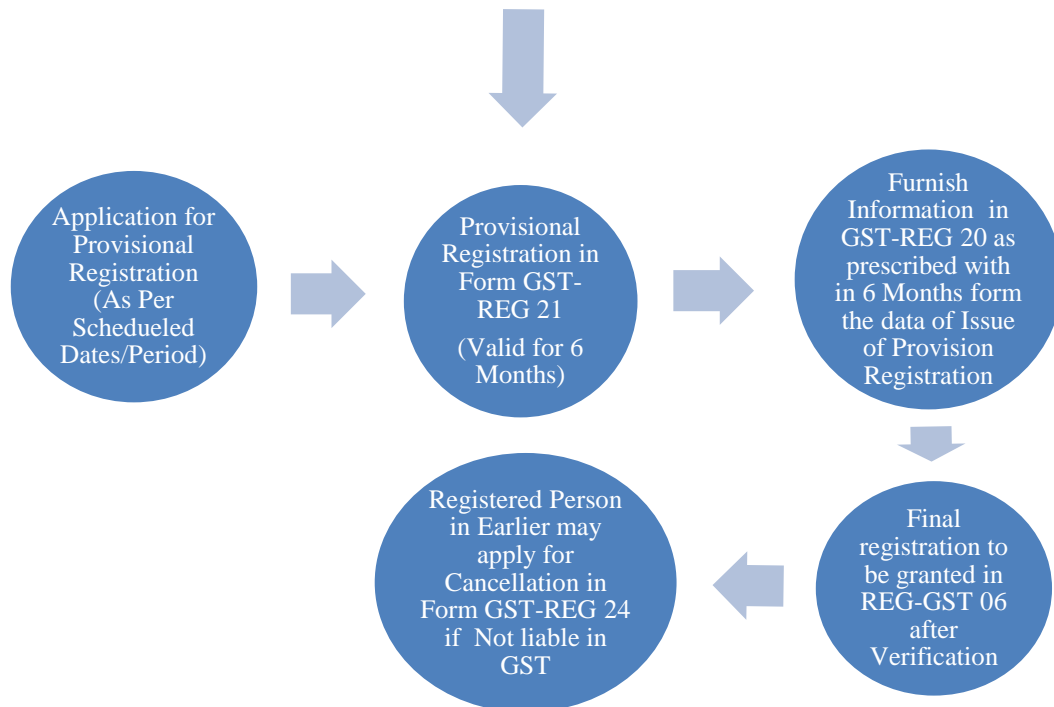 Application for
Provisional
Registration
(As Per
Schedueled
Dates/Period)
Provisional
Registration in
Form GST-
REG 21
(Valid for 6
Months)
Furnish
Information in
GST-REG 20 as
prescribed with
in 6 Months form
the data of Issue
of Provision
Registration
Final
registration to
be granted in
REG-GST 06
after
Verification
Registered Person
in Earlier may
apply for
Cancellation in
Form GST-REG 24
if Not liable in
GST